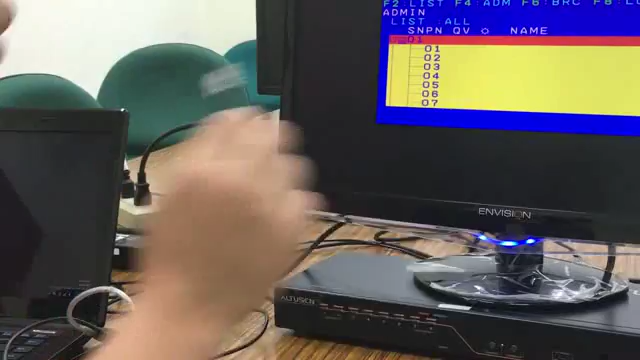 F2:LIST F4:ADM F6:BRC F8:
ADMIN
LIST :ALL
SNPN QV ☼ NAME
01
01
02
03
04
05
06
07
ENVISION
ALTUSEN